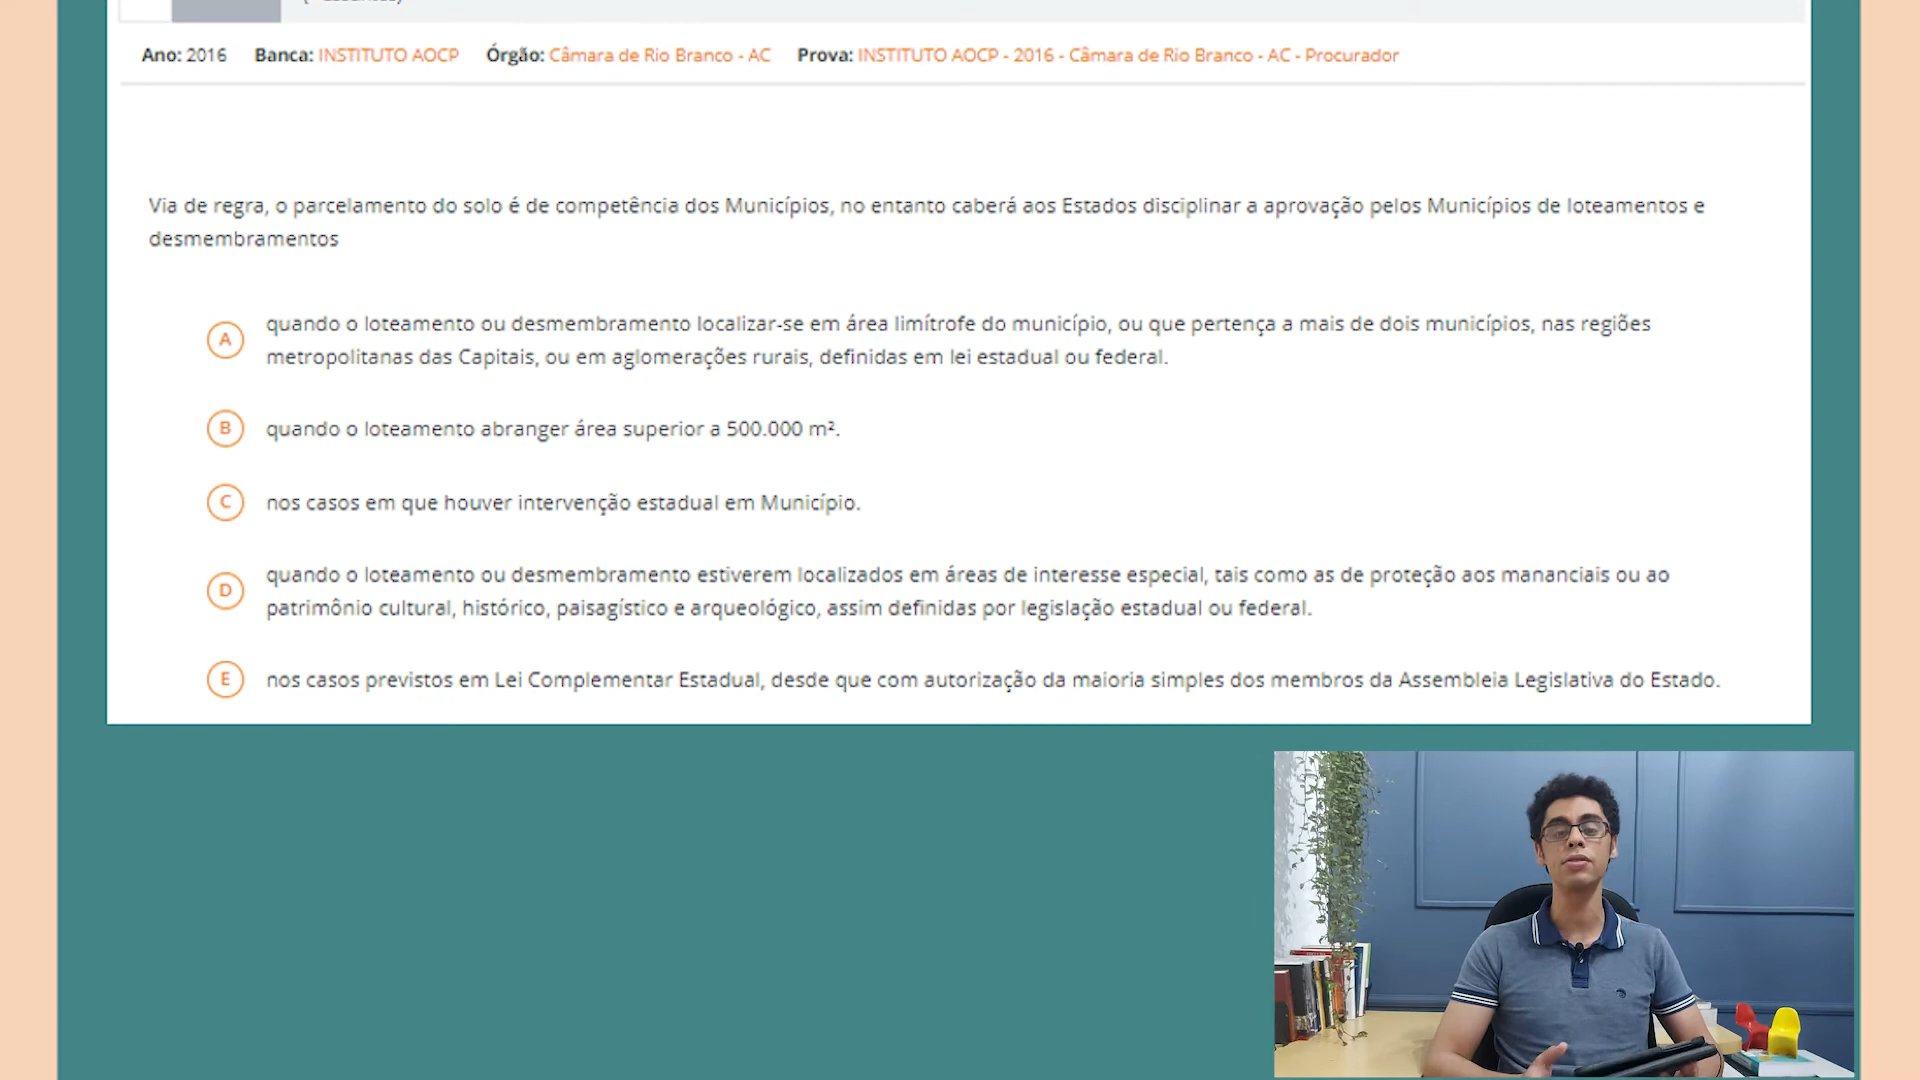 Ano: 2016 Banca: INSTITUTO AOCP Órgão: Câmara de Rio Branco - AC Prova: INSTITUTO AOCP - 2016 - Câmara de Rio Branco - AC - Procurador
Via de regra, o parcelamento do solo é de competência dos Municípios, no entanto caberá aos Estados disciplinar a aprovação pelos Municípios de loteamentos e
desmembramentos
A quando o loteamento ou desmembramento localizar-se em área limítrofe do município, ou que pertença a mais de dois municípios, nas regiões
metropolitanas das Capitais, ou em aglomerações rurais, definidas em lei estadual ou federal.
B quando o loteamento abranger área superior a 500.000 m².
C nos casos em que houver intervenção estadual em Município.
D quando o loteamento ou desmembramento estiverem localizados em áreas de interesse especial, tais como as de proteção aos mananciais ou ao
patrimônio cultural, histórico, paisagístico e arqueológico, assim definidas por legislação estadual ou federal.
E nos casos previstos em Lei Complementar Estadual, desde que com autorização da maioria simples dos membros da Assembleia Legislativa do Estado.